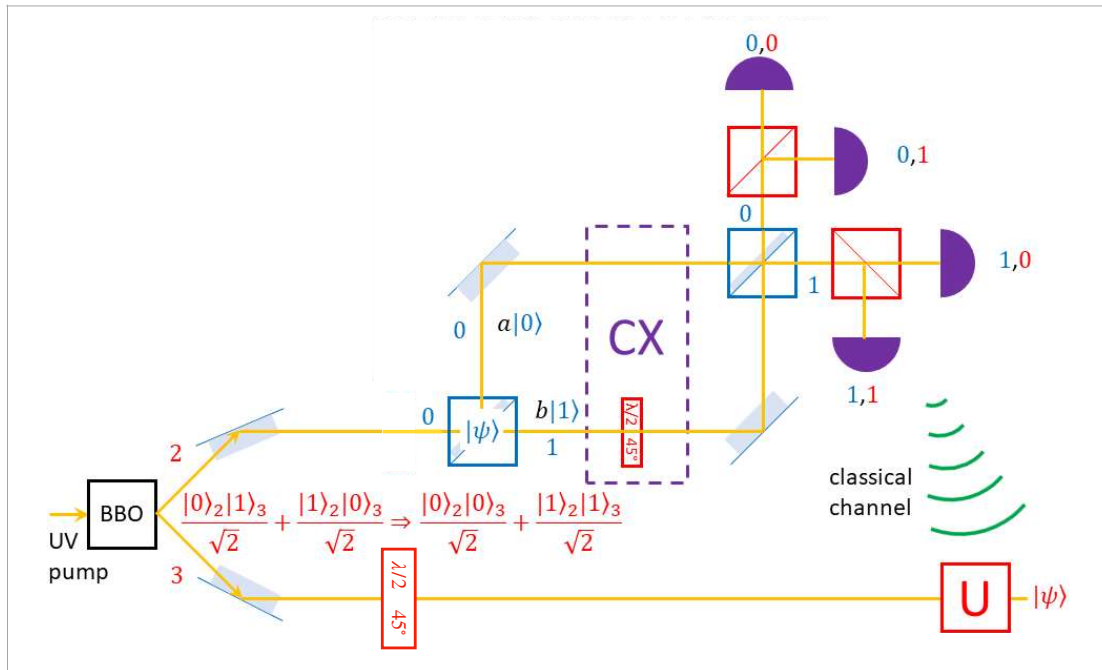 0,0
0,1
0
1
1,0
1,1
CX
0
a|0⟩
0
|ψ⟩
b|1⟩
1
λ/2 45°
2
BBO
UV
pump
|0⟩₂|1⟩₃/√2 + |1⟩₂|0⟩₃/√2 ⇒ |0⟩₂|0⟩₃/√2 + |1⟩₂|1⟩₃/√2
3
λ/2 45°
classical
channel
U
|ψ⟩